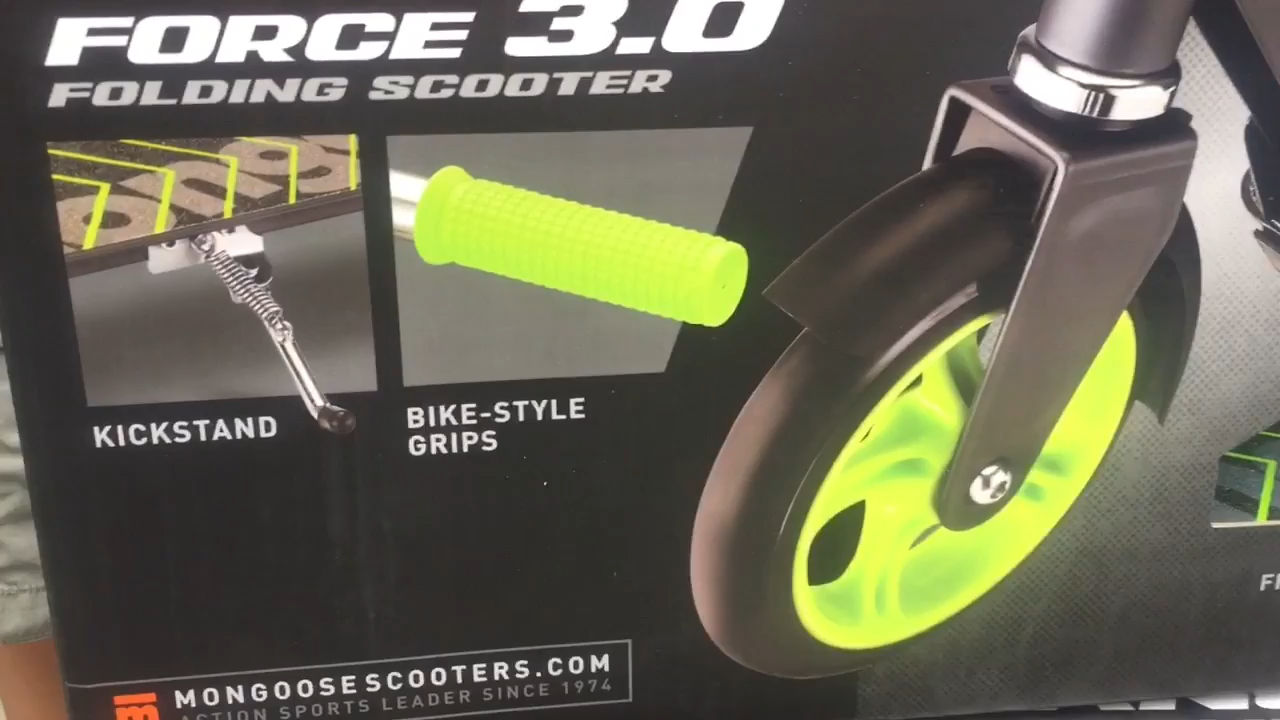 FORCE 3.0
FOLDING SCOOTER
KICKSTAND
BIKE-STYLE
GRIPS
MONGOOSESCOOTERS.COM
ACTION SPORTS LEADER SINCE 1974